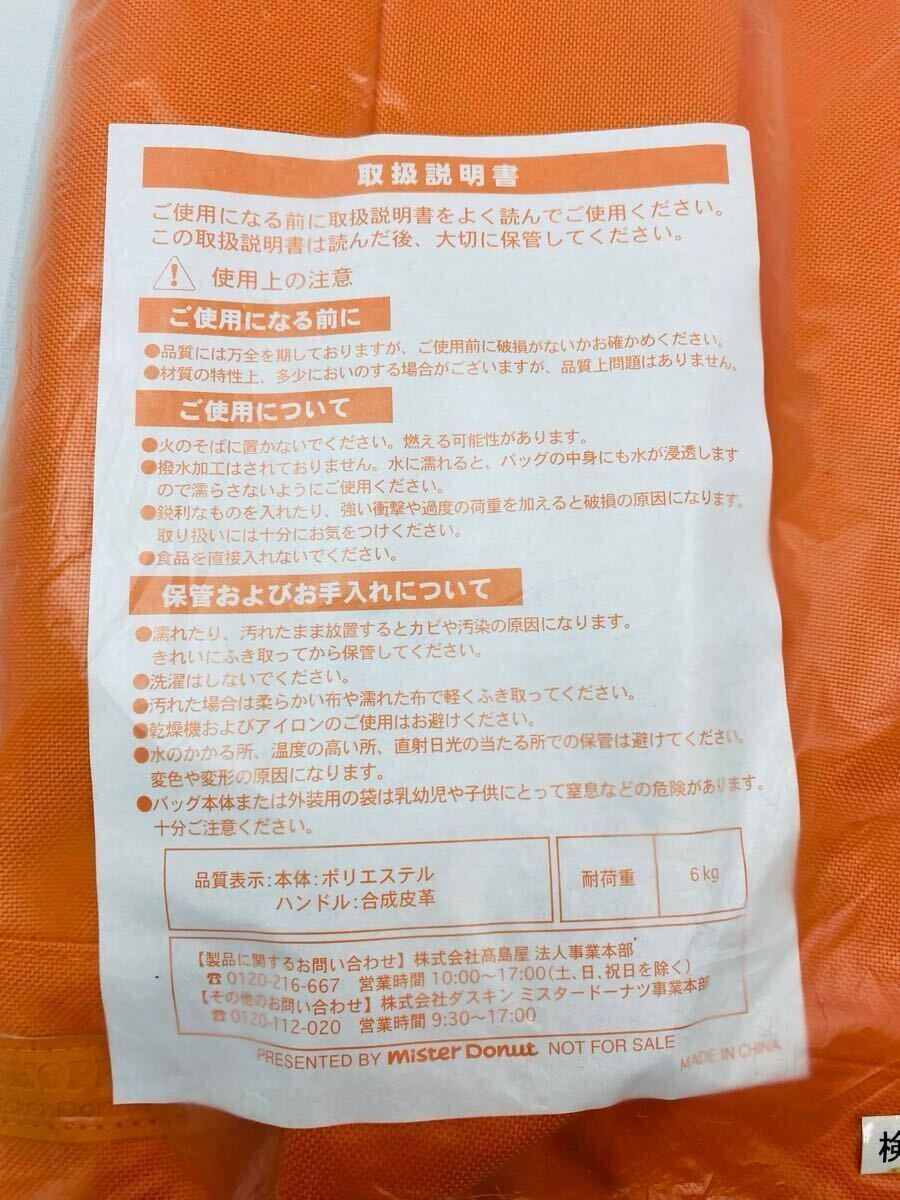 取扱説明書
ご使用になる前に取扱説明書をよく読んでご使用ください。
この取扱説明書は読んだ後、大切に保管してください。
使用上の注意
ご使用になる前に
●品質には万全を期しておりますが、ご使用前に破損がないかお確かめください。
●材質の特性上、多少においのする場合がございますが、品質上問題はありません。
ご使用について
●火のそばに置かないでください。燃える可能性があります。
●撥水加工はされておりません。水に濡れると、バッグの中身にも水が浸透します
ので濡らさないようにご使用ください。
●鋭利なものを入れたり、強い衝撃や過度の荷重を加えると破損の原因になります。
取り扱いには十分にお気をつけください。
●食品を直接入れないでください。
保管およびお手入れについて
●濡れたり、汚れたまま放置するとカビや汚染の原因になります。
きれいにふき取ってから保管してください。
●洗濯はしないでください。
●汚れた場合は柔らかい布や濡れた布で軽くふき取ってください。
●乾燥機およびアイロンのご使用はお避けください。
●水のかかる所、温度の高い所、直射日光の当たる所での保管は避けてください。
変色や変形の原因になります。
●バッグ本体または外装用の袋は乳幼児や子供にとって窒息などの危険があります。
十分ご注意ください。
品質表示:本体:ポリエステル
ハンドル:合成皮革
耐荷重 6kg
【製品に関するお問い合わせ】株式会社髙島屋 法人事業本部
☎0120-216-667 営業時間 10:00〜17:00(土、日、祝日を除く)
【その他のお問い合わせ】株式会社ダスキン ミスタードーナツ事業本部
☎0120-112-020 営業時間 9:30〜17:00
PRESENTED BY mister Donut NOT FOR SALE
MADE IN CHINA
検